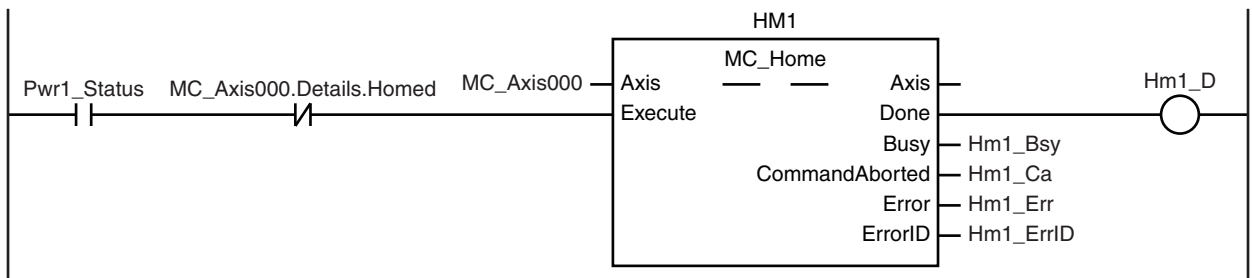 HM1
MC_Home
Pwr1_Status MC_Axis000.Details.Homed MC_Axis000 Axis Axis Hm1_D
Execute Done
Busy Hm1_Bsy
CommandAborted Hm1_Ca
Error Hm1_Err
ErrorID Hm1_ErrID